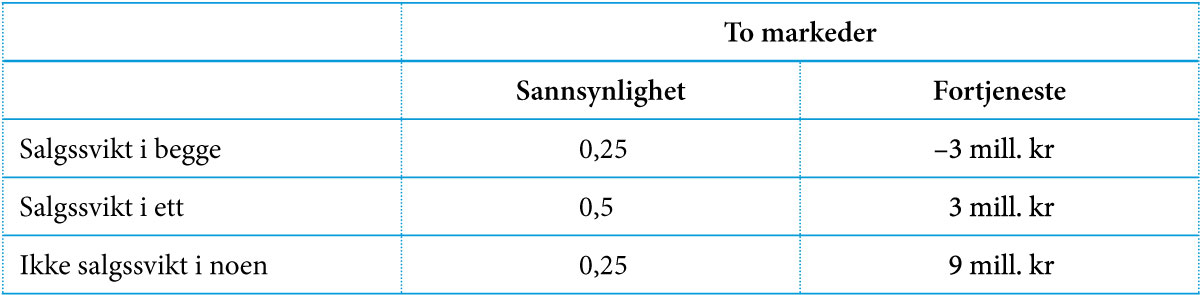 To markeder
Sannsynlighet Fortjeneste
Salgssvikt i begge 0,25 –3 mill. kr
Salgssvikt i ett 0,5 3 mill. kr
Ikke salgssvikt i noen 0,25 9 mill. kr